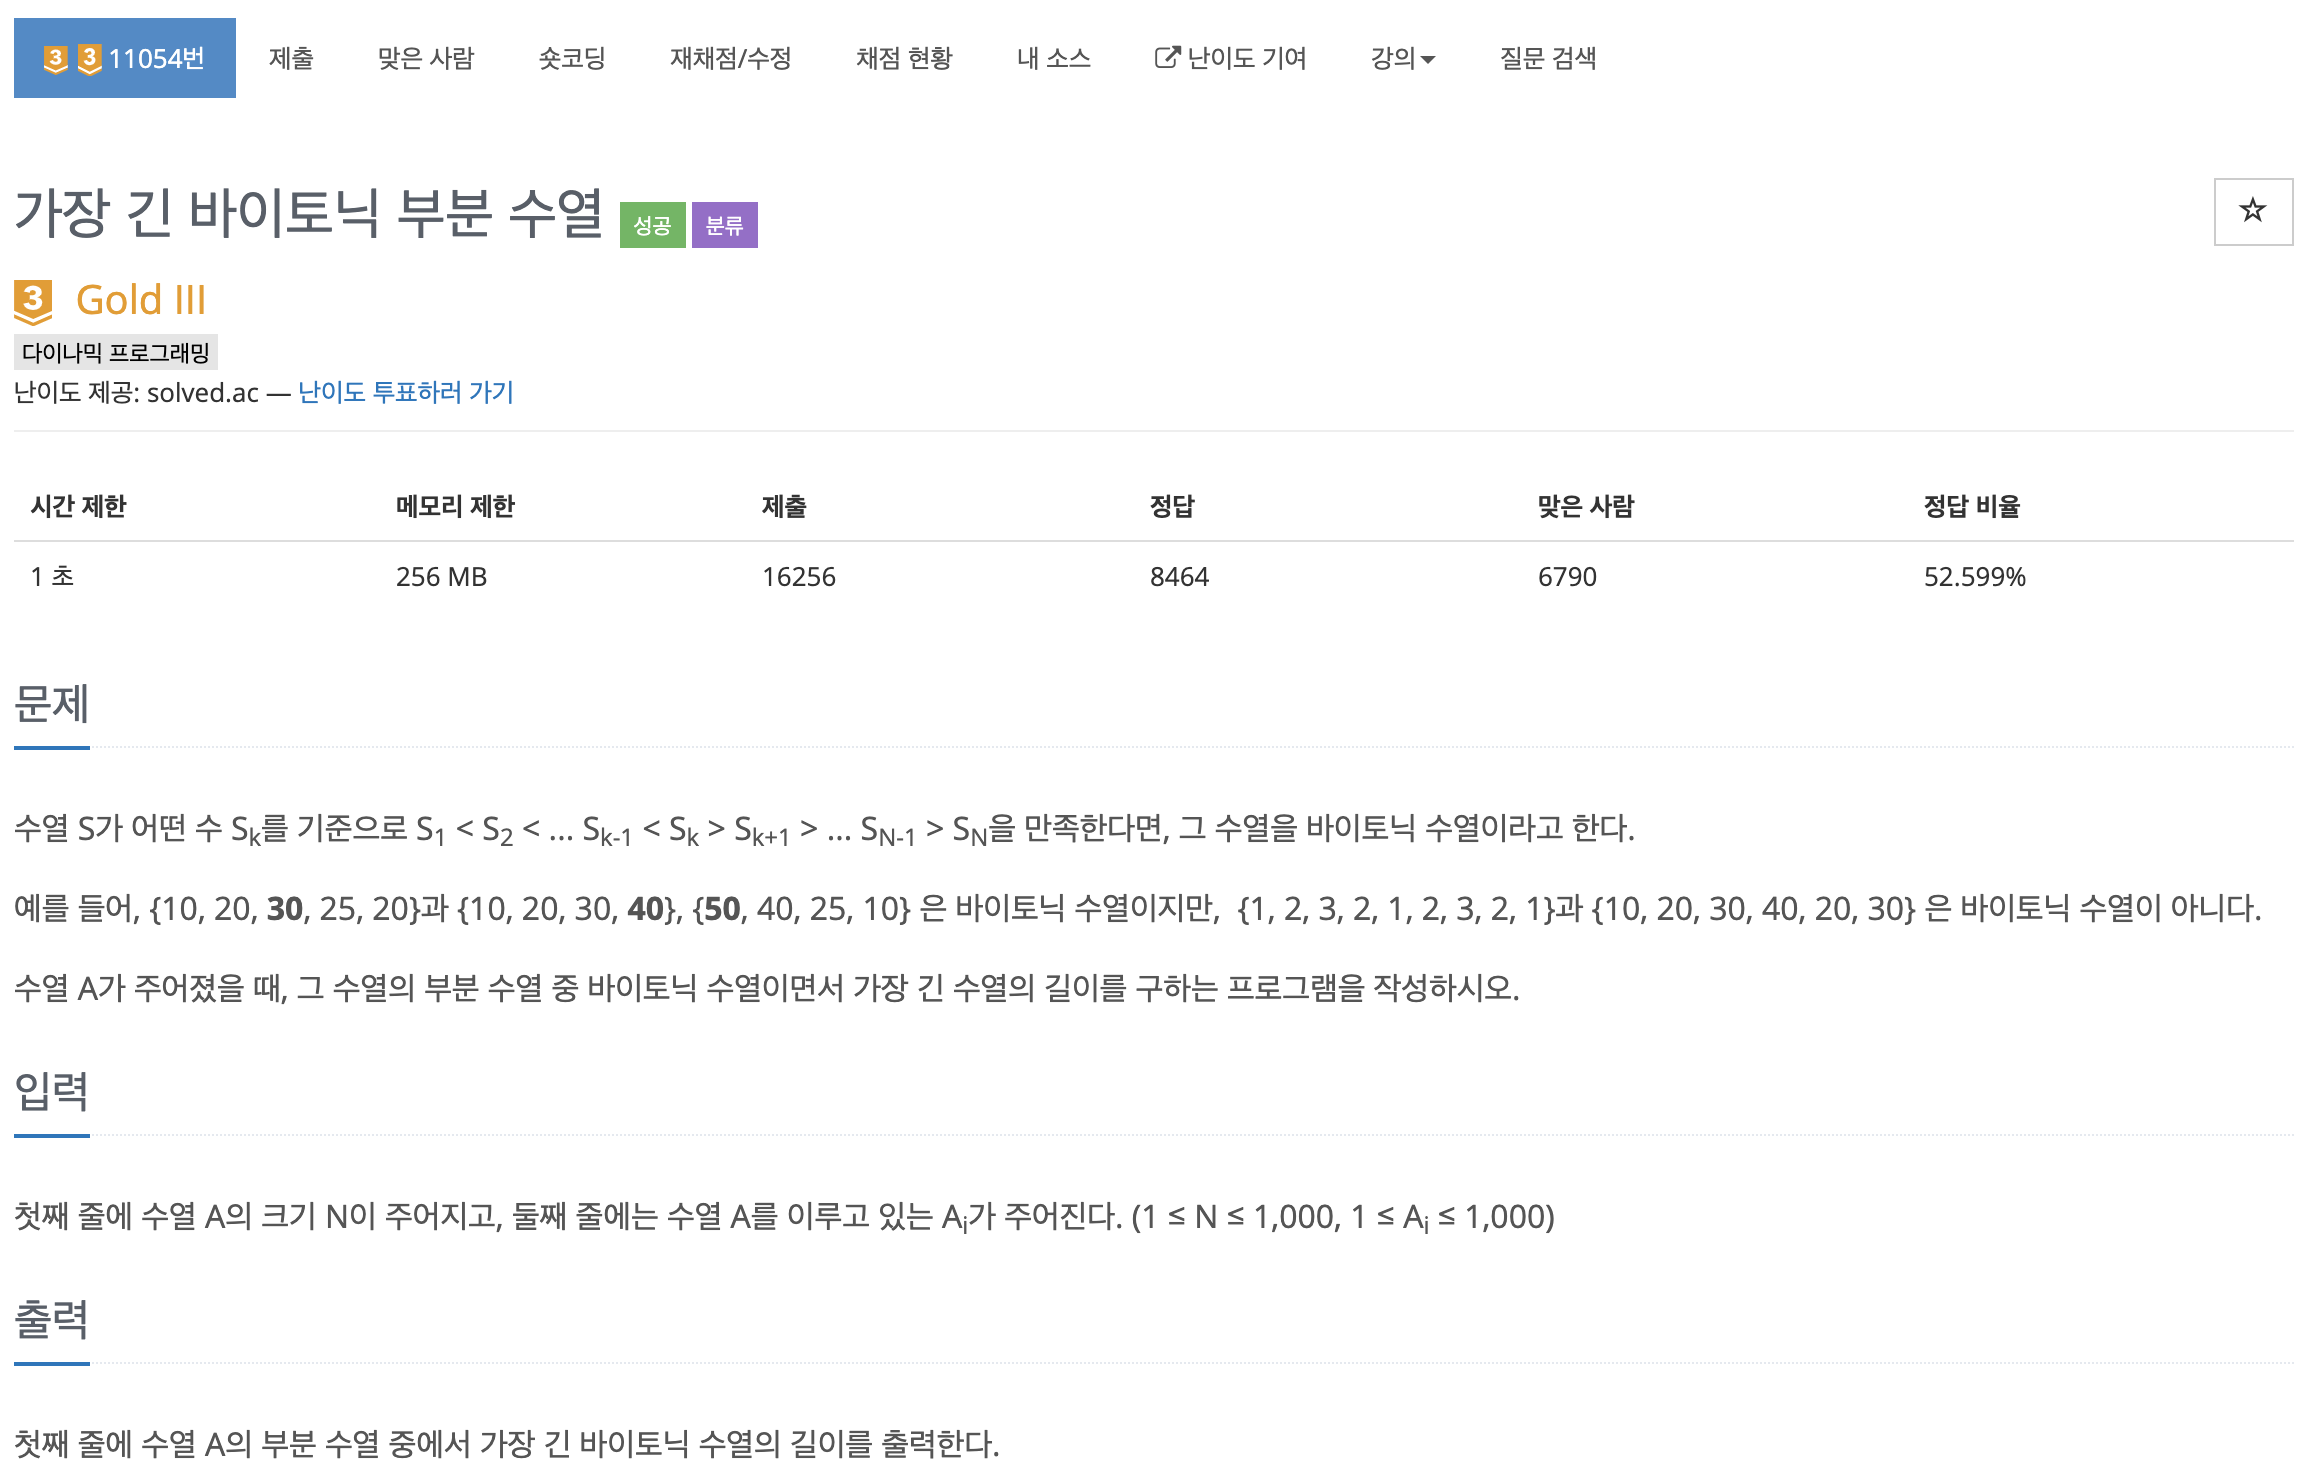 3 3 11054번 제출 맞은 사람 숏코딩 재채점/수정 채점 현황 내 소스 난이도 기여 강의 질문 검색
가장 긴 바이토닉 부분 수열 성공 분류
3 Gold III
다이나믹 프로그래밍
난이도 제공: solved.ac — 난이도 투표하러 가기
시간 제한 메모리 제한 제출 정답 맞은 사람 정답 비율
1 초 256 MB 16256 8464 6790 52.599%
문제
수열 S가 어떤 수 Sk를 기준으로 S1 < S2 < ... Sk-1 < Sk > Sk+1 > ... SN-1 > SN을 만족한다면, 그 수열을 바이토닉 수열이라고 한다.
예를 들어, {10, 20, 30, 25, 20}과 {10, 20, 30, 40}, {50, 40, 25, 10} 은 바이토닉 수열이지만,  {1, 2, 3, 2, 1, 2, 3, 2, 1}과 {10, 20, 30, 40, 20, 30} 은 바이토닉 수열이 아니다.
수열 A가 주어졌을 때, 그 수열의 부분 수열 중 바이토닉 수열이면서 가장 긴 수열의 길이를 구하는 프로그램을 작성하시오.
입력
첫째 줄에 수열 A의 크기 N이 주어지고, 둘째 줄에는 수열 A를 이루고 있는 Ai가 주어진다. (1 ≤ N ≤ 1,000, 1 ≤ Ai ≤ 1,000)
출력
첫째 줄에 수열 A의 부분 수열 중에서 가장 긴 바이토닉 수열의 길이를 출력한다.